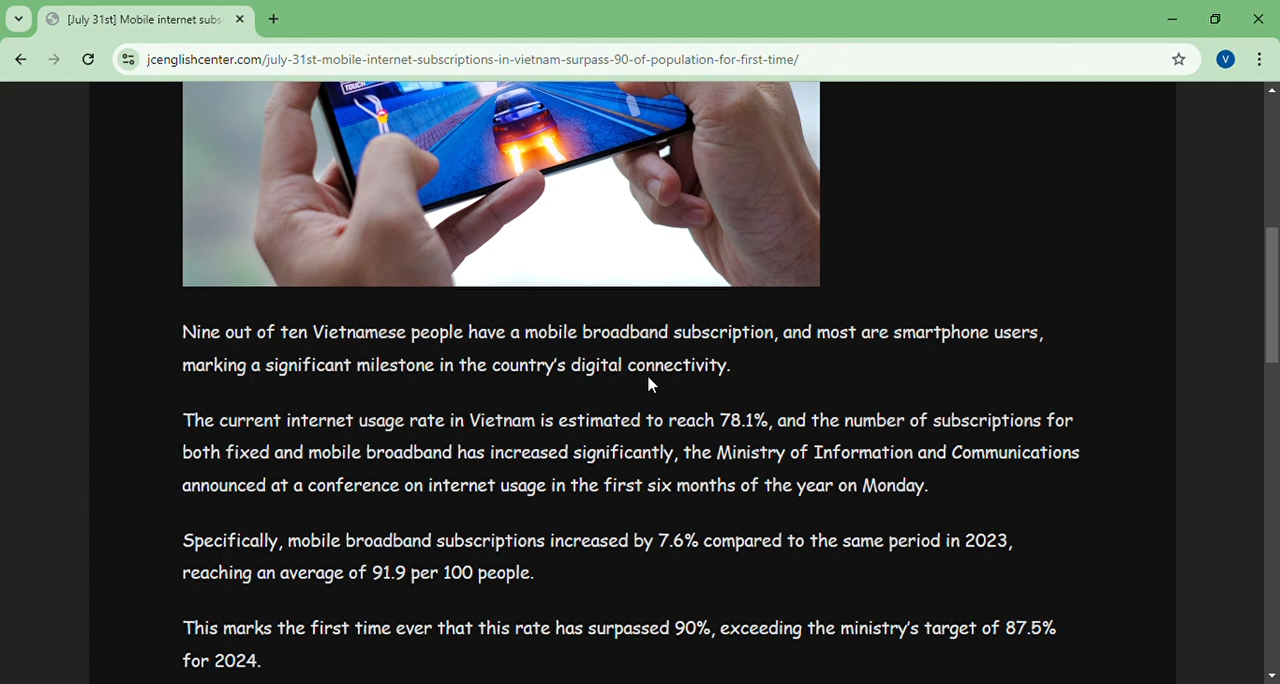 [July 31st] Mobile internet subs
jcenglishcenter.com/july-31st-mobile-internet-subscriptions-in-vietnam-surpass-90-of-population-for-first-time/
V
TOUCH
Nine out of ten Vietnamese people have a mobile broadband subscription, and most are smartphone users,
marking a significant milestone in the country's digital connectivity.
The current internet usage rate in Vietnam is estimated to reach 78.1%, and the number of subscriptions for
both fixed and mobile broadband has increased significantly, the Ministry of Information and Communications
announced at a conference on internet usage in the first six months of the year on Monday.
Specifically, mobile broadband subscriptions increased by 7.6% compared to the same period in 2023,
reaching an average of 91.9 per 100 people.
This marks the first time ever that this rate has surpassed 90%, exceeding the ministry's target of 87.5%
for 2024.